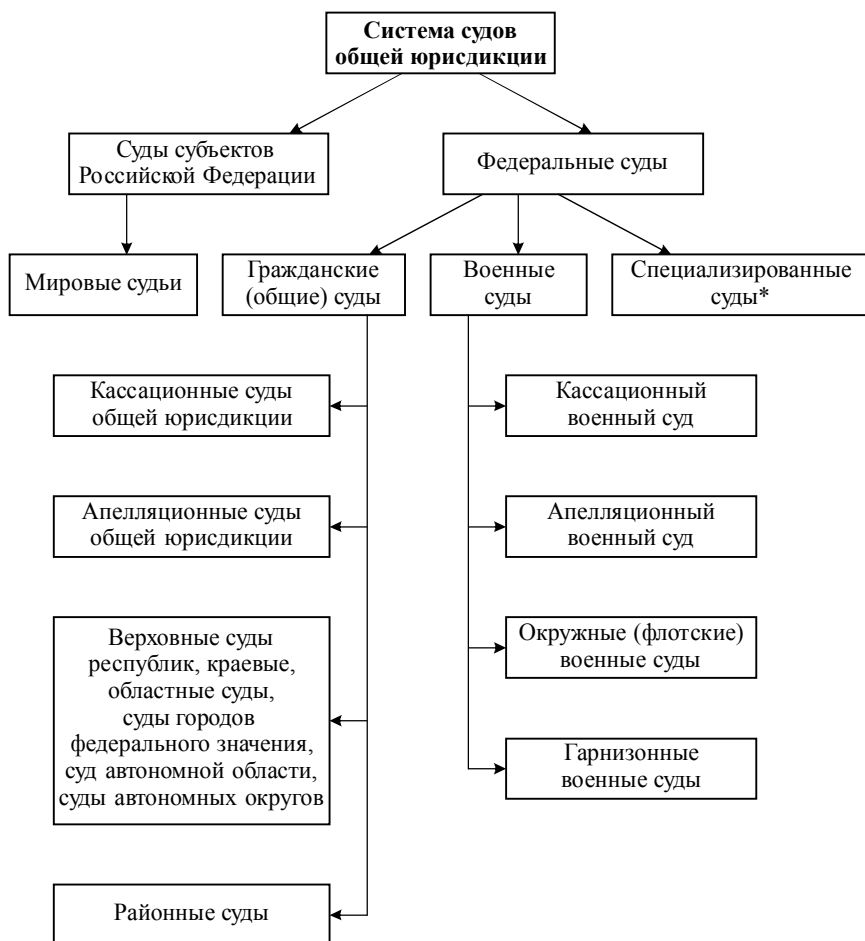 Система судов
общей юрисдикции
Суды субъектов
Российской Федерации
Федеральные суды
Мировые судьи
Гражданские
(общие) суды
Военные
суды
Специализированные
суды*
Кассационные суды
общей юрисдикции
Кассационный
военный суд
Апелляционные суды
общей юрисдикции
Апелляционный
военный суд
Верховные суды
республик, краевые,
областные суды,
суды городов
федерального значения,
суд автономной области,
суды автономных округов
Окружные (флотские)
военные суды
Гарнизонные
военные суды
Районные суды